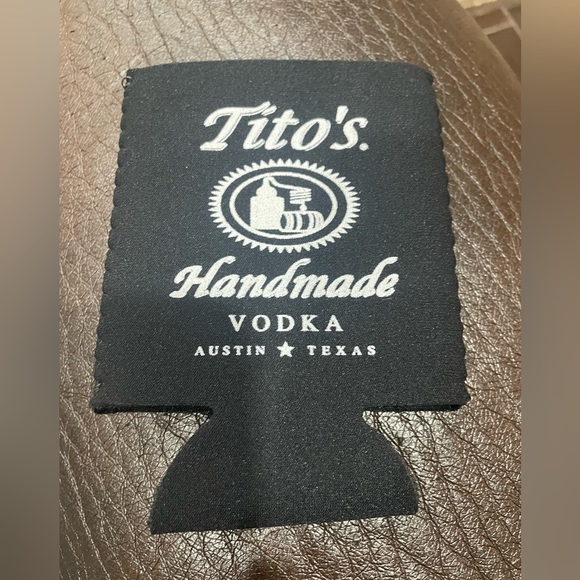 Tito's.
Handmade
VODKA
AUSTIN ★ TEXAS